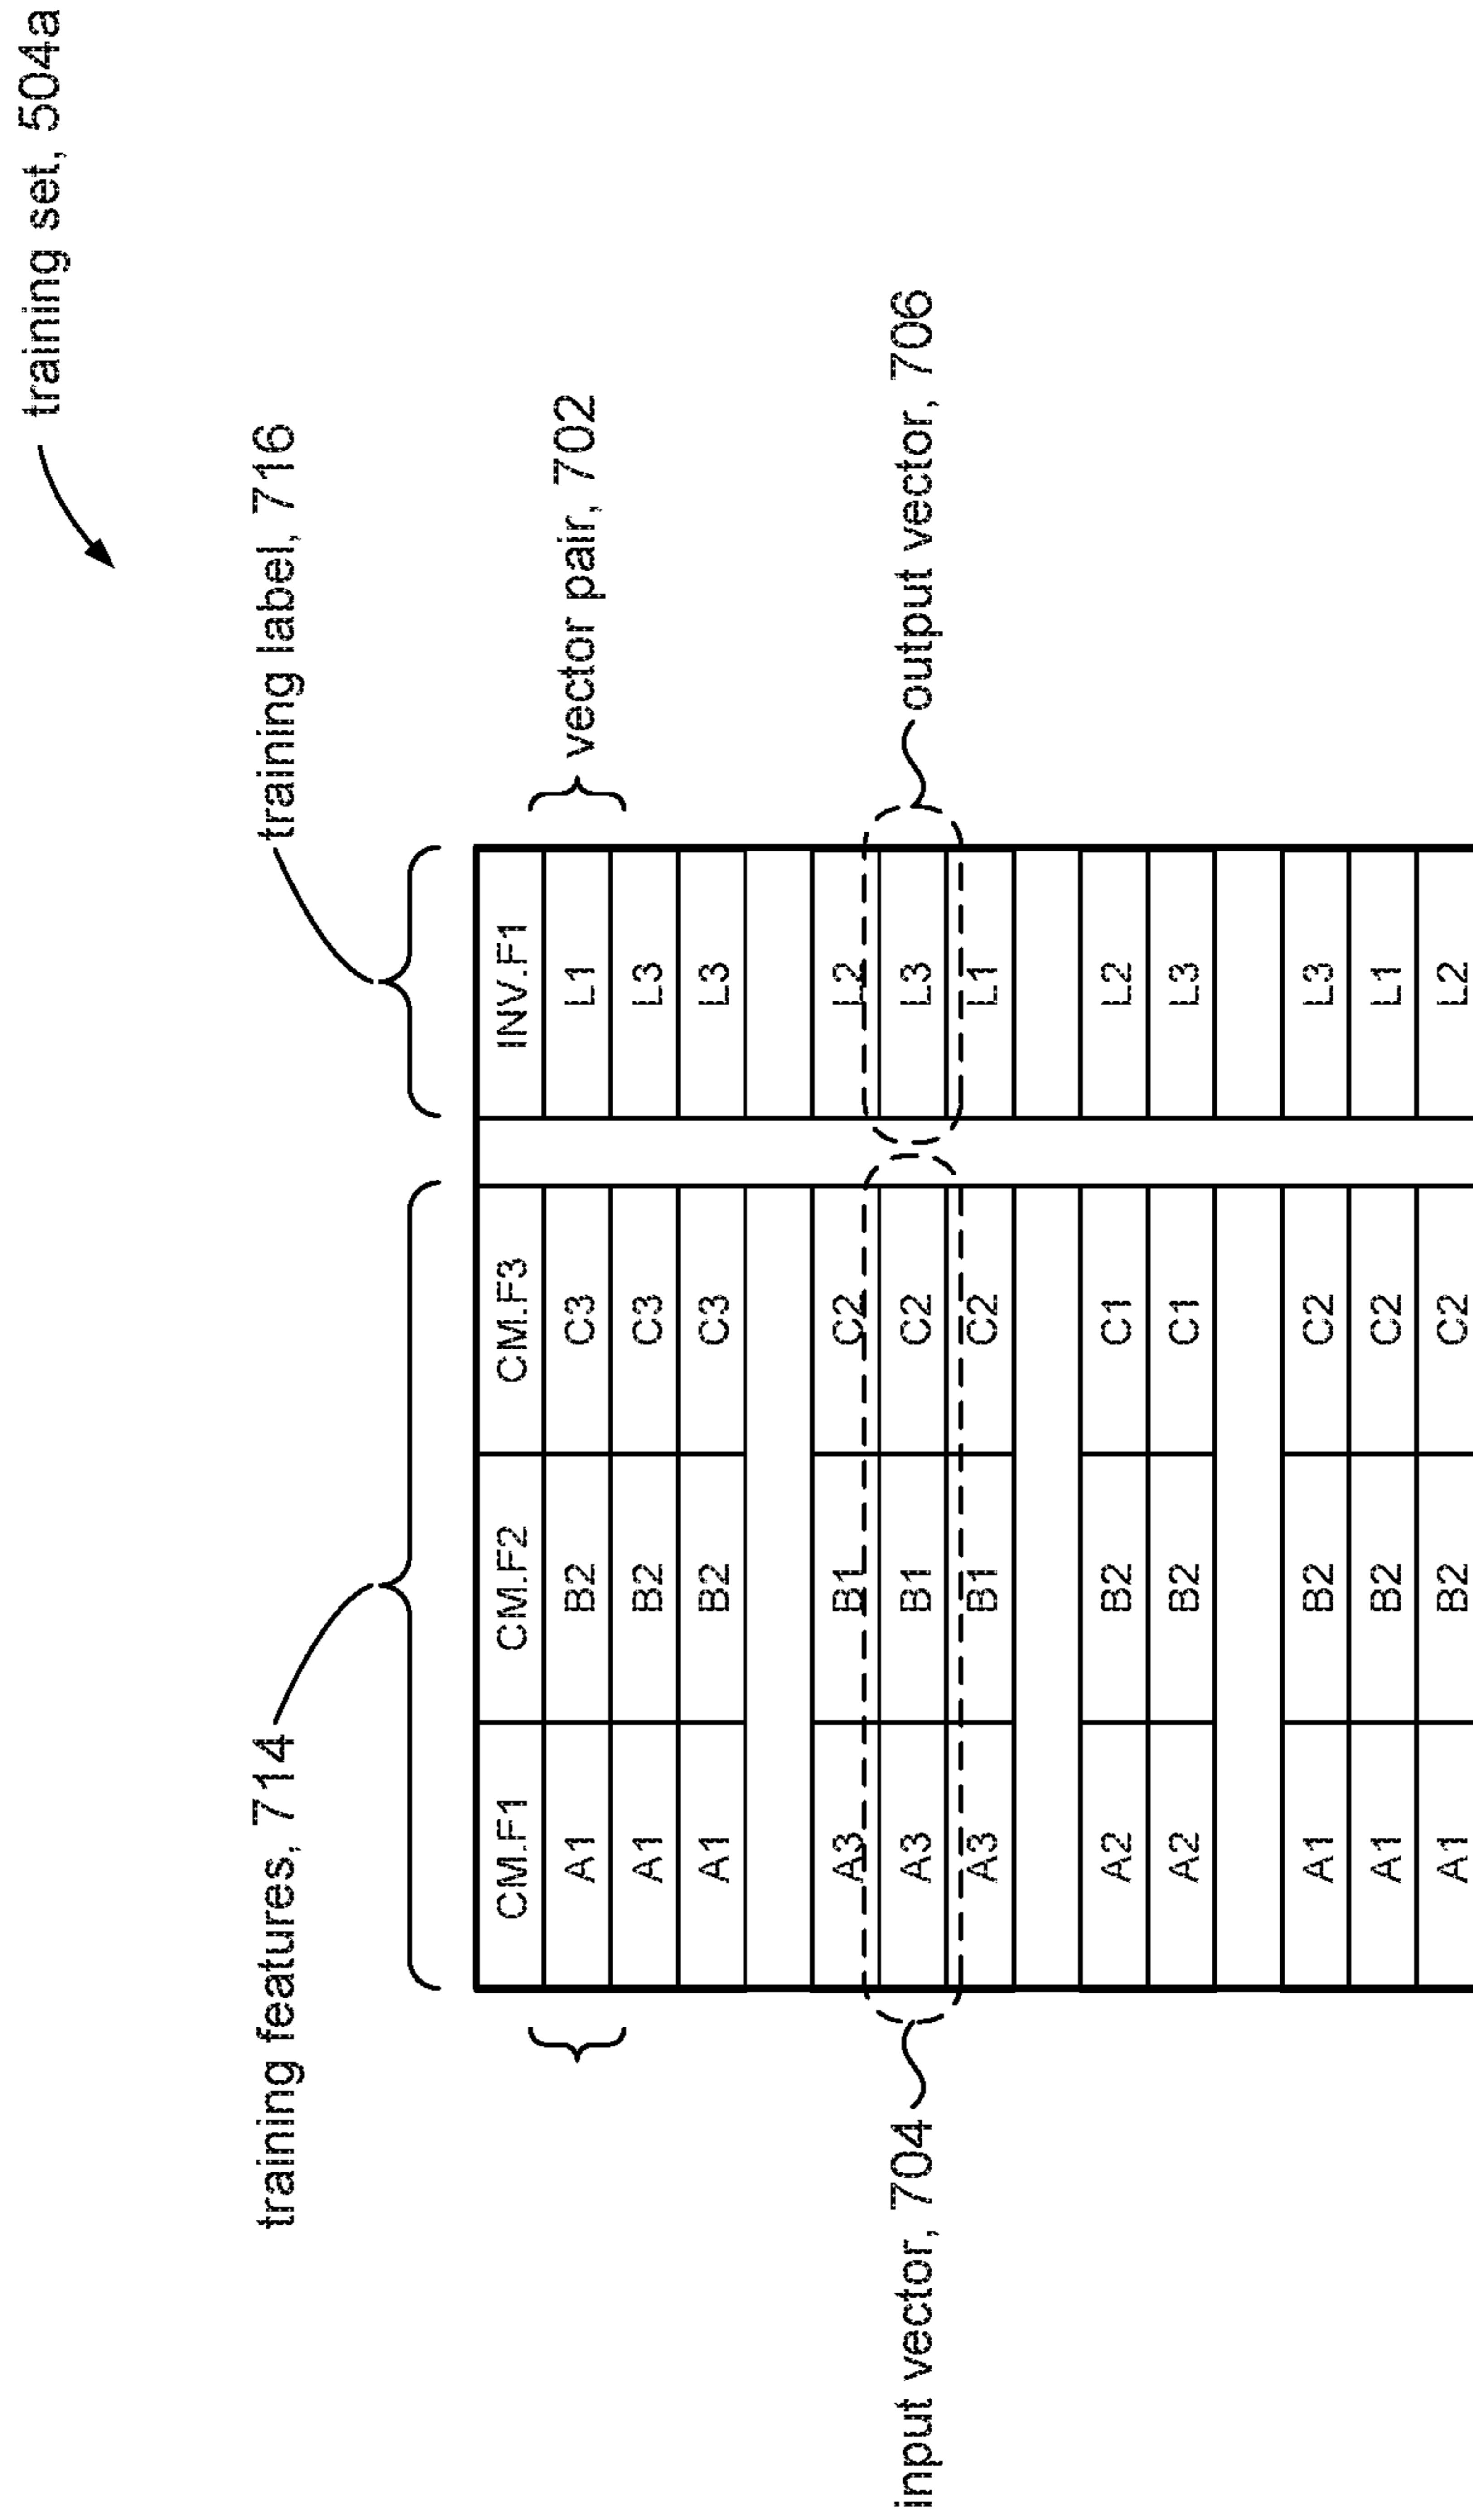 training set, 504a
training features, 714
training label, 716
CM.F1 CM.F2 CM.F3 INV.F1
A1 B2 C3 L1
vector pair, 702
A1 B2 C3 L3
A1 B2 C3 L3
A3 B1 C2 L2
input vector, 704
A3 B1 C2 L3
output vector, 706
A3 B1 C2 L1
A2 B2 C1 L2
A2 B2 C1 L3
A1 B2 C2 L3
A1 B2 C2 L1
A1 B2 C2 L2